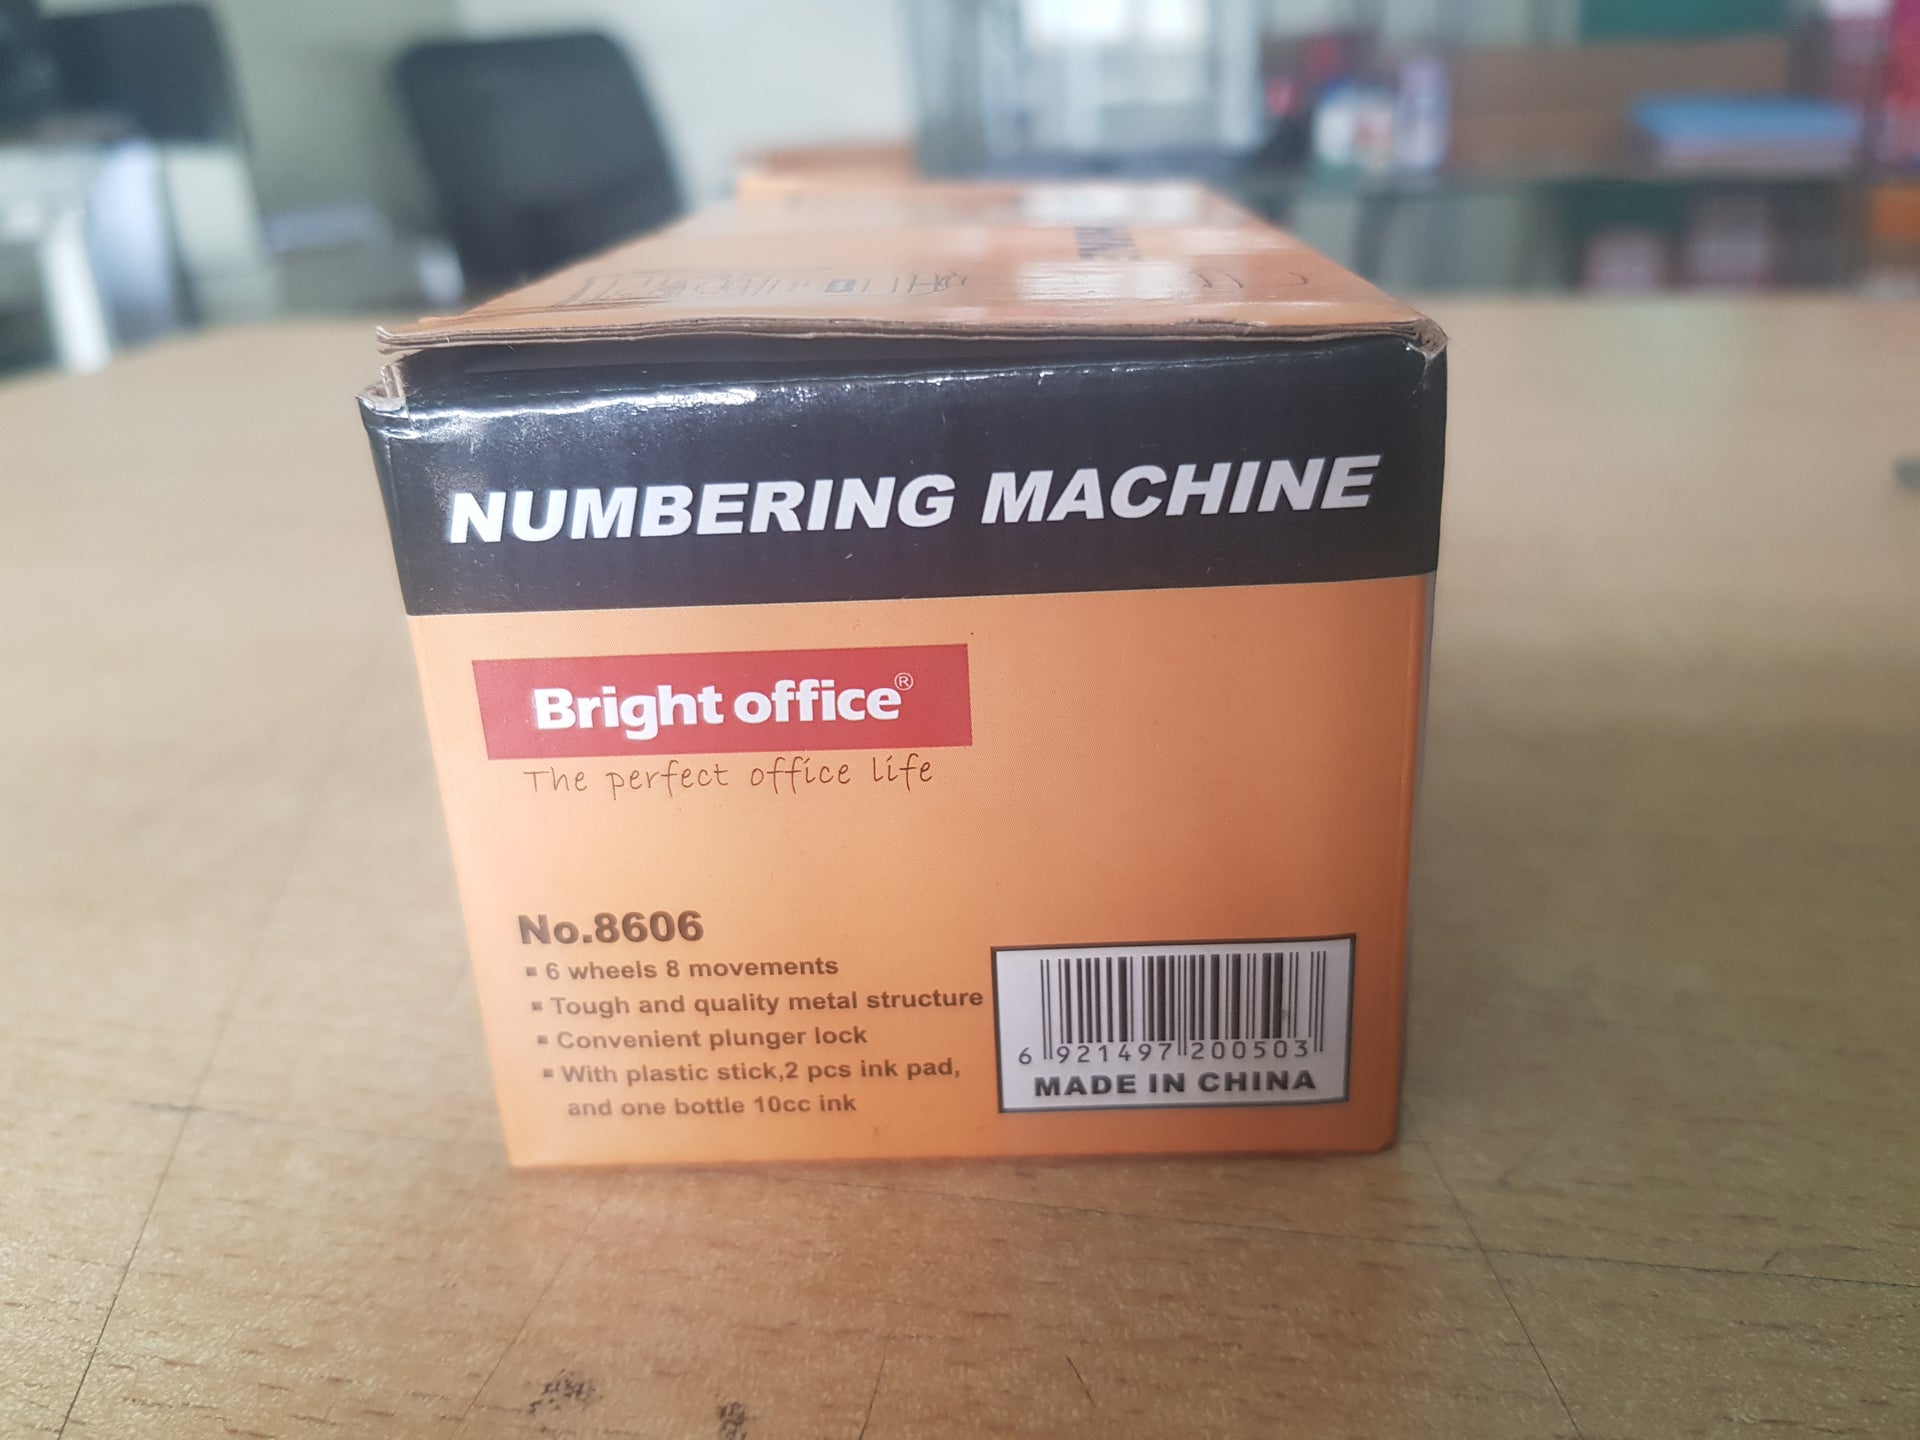 NUMBERING MACHINE
Bright office®
The perfect office life
No.8606
▪ 6 wheels 8 movements
▪ Tough and quality metal structure
▪ Convenient plunger lock
▪ With plastic stick,2 pcs ink pad,
and one bottle 10cc ink
6 921497 200503
MADE IN CHINA